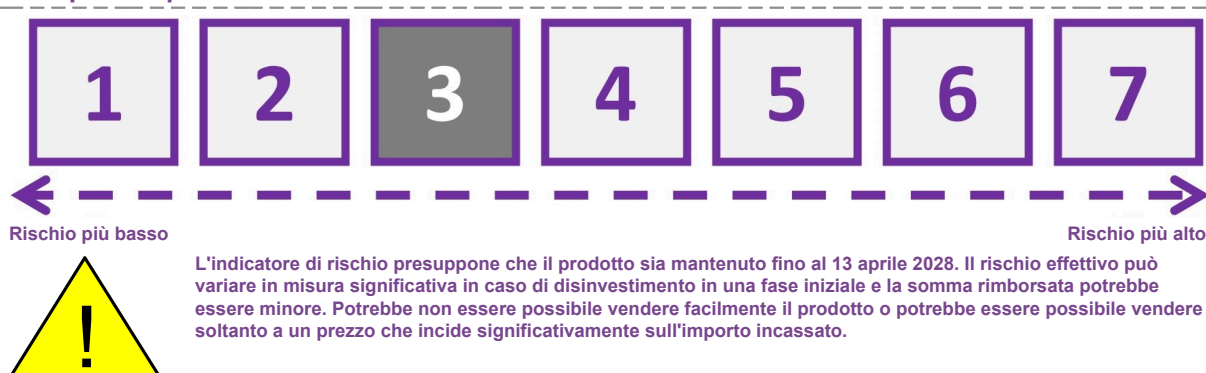 1 2 3 4 5 6 7
Rischio più basso Rischio più alto
L'indicatore di rischio presuppone che il prodotto sia mantenuto fino al 13 aprile 2028. Il rischio effettivo può
variare in misura significativa in caso di disinvestimento in una fase iniziale e la somma rimborsata potrebbe
essere minore. Potrebbe non essere possibile vendere facilmente il prodotto o potrebbe essere possibile vendere
soltanto a un prezzo che incide significativamente sull'importo incassato.
!